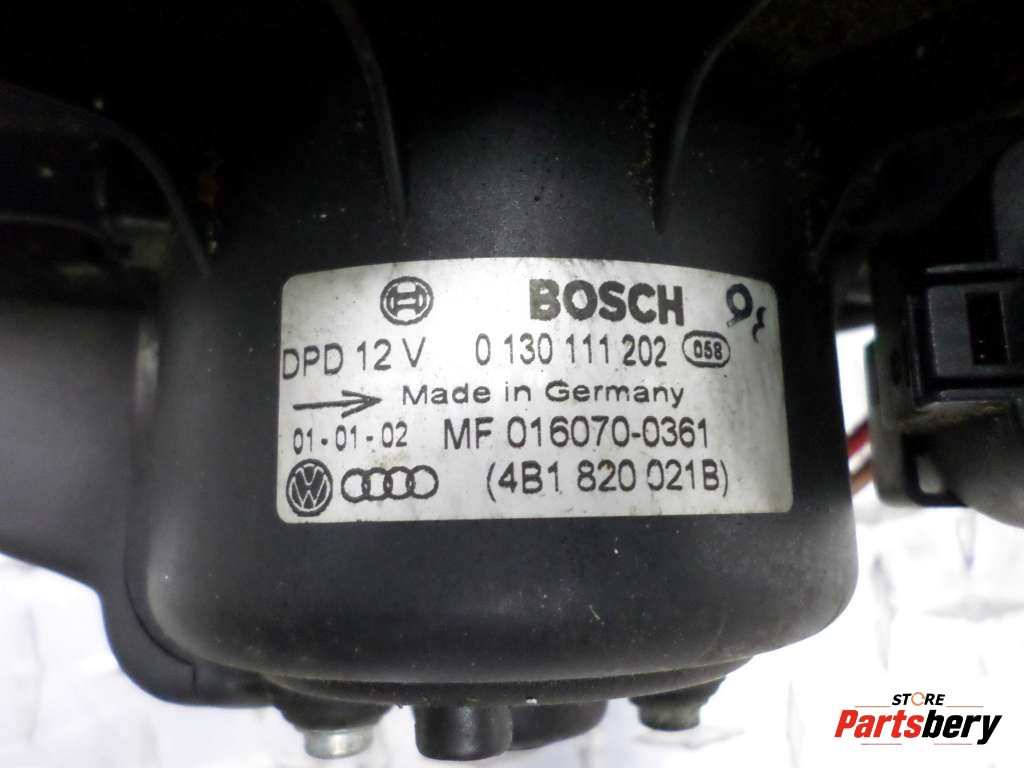 BOSCH
DPD 12 V 0 130 111 202 058
Made in Germany
01-01-02 MF 016070-0361
(4B1 820 021B)
STORE
Partsbery